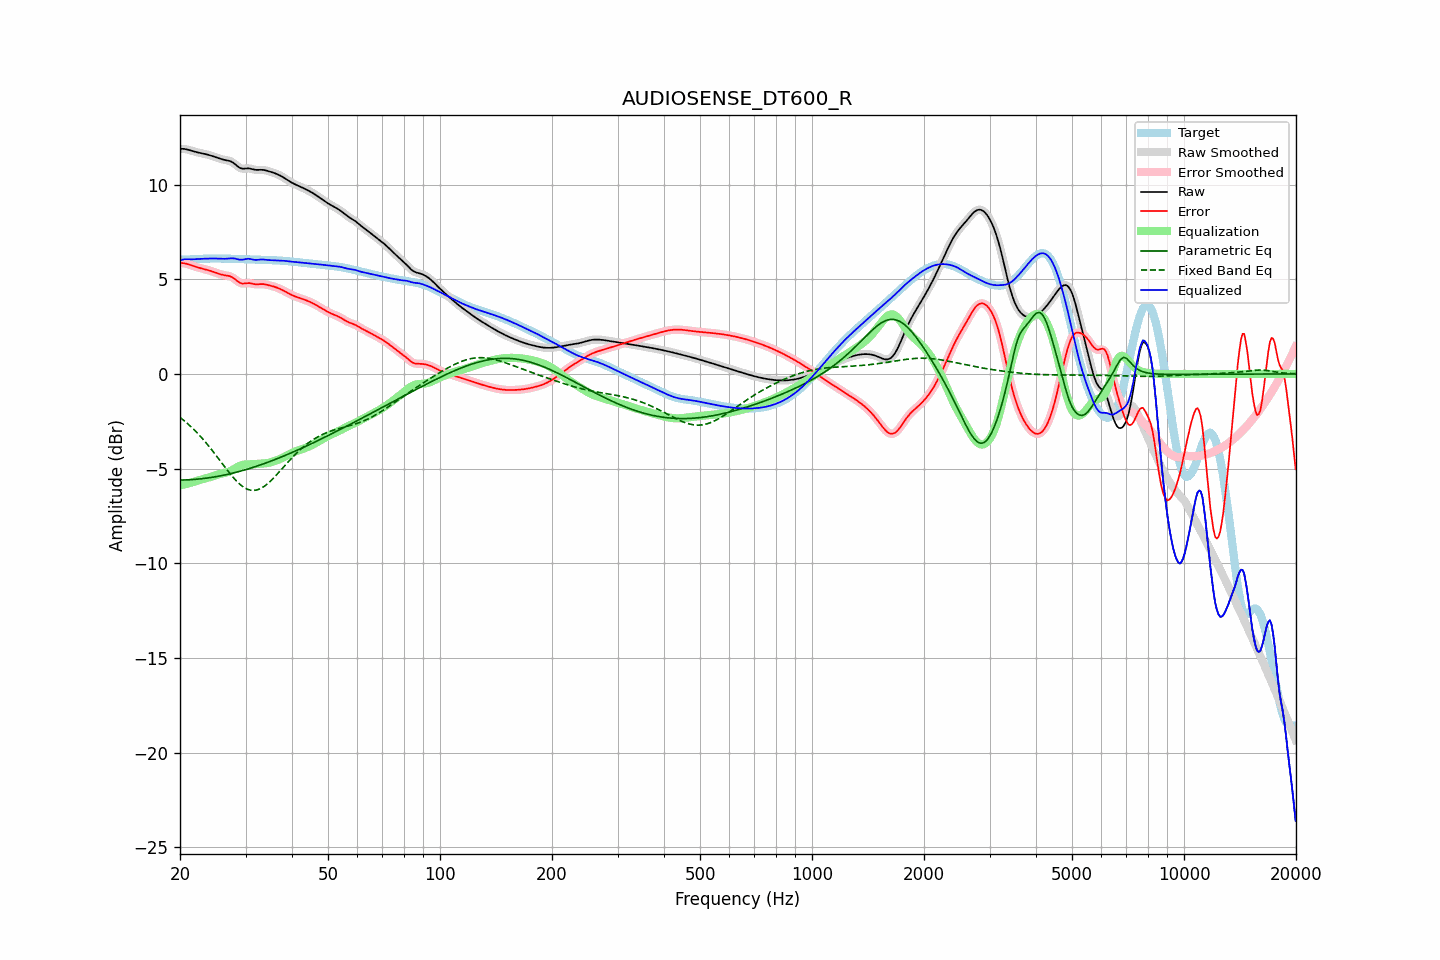 AUDIOSENSE_DT600_R
Target
Raw Smoothed
Error Smoothed
Raw
Error
Equalization
Parametric Eq
Fixed Band Eq
Equalized
10
5
0
−5
−10
−15
−20
−25
Amplitude (dBr)
20 50 100 200 500 1000 2000 5000 10000 20000
Frequency (Hz)